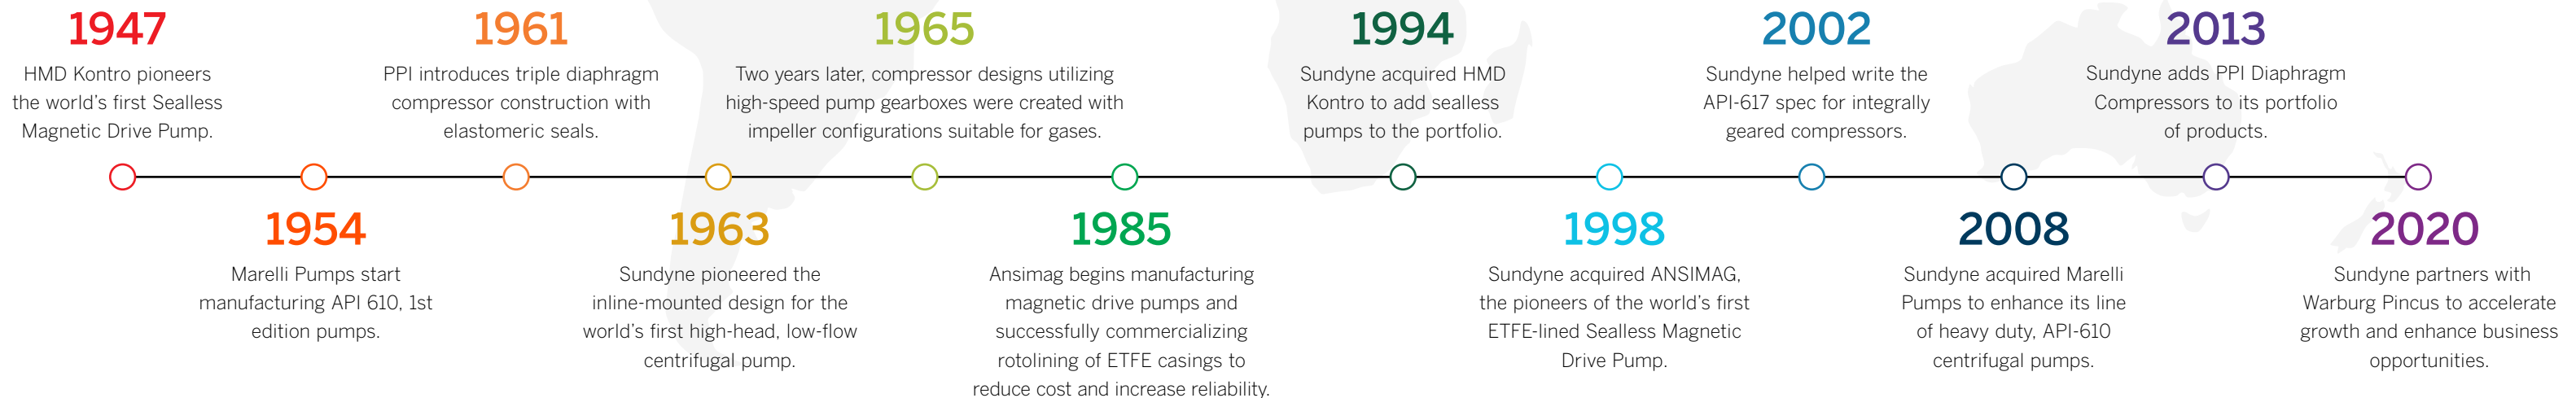 1947
HMD Kontro pioneers
the world's first Sealless
Magnetic Drive Pump.
1954
Marelli Pumps start
manufacturing API 610, 1st
edition pumps.
1961
PPI introduces triple diaphragm
compressor construction with
elastomeric seals.
1963
Sundyne pioneered the
inline-mounted design for the
world's first high-head, low-flow
centrifugal pump.
1965
Two years later, compressor designs utilizing
high-speed pump gearboxes were created with
impeller configurations suitable for gases.
1985
Ansimag begins manufacturing
magnetic drive pumps and
successfully commercializing
rotolining of ETFE casings to
reduce cost and increase reliability.
1994
Sundyne acquired HMD
Kontro to add sealless
pumps to the portfolio.
1998
Sundyne acquired ANSIMAG,
the pioneers of the world's first
ETFE-lined Sealless Magnetic
Drive Pump.
2002
Sundyne helped write the
API-617 spec for integrally
geared compressors.
2008
Sundyne acquired Marelli
Pumps to enhance its line
of heavy duty, API-610
centrifugal pumps.
2013
Sundyne adds PPI Diaphragm
Compressors to its portfolio
of products.
2020
Sundyne partners with
Warburg Pincus to accelerate
growth and enhance business
opportunities.